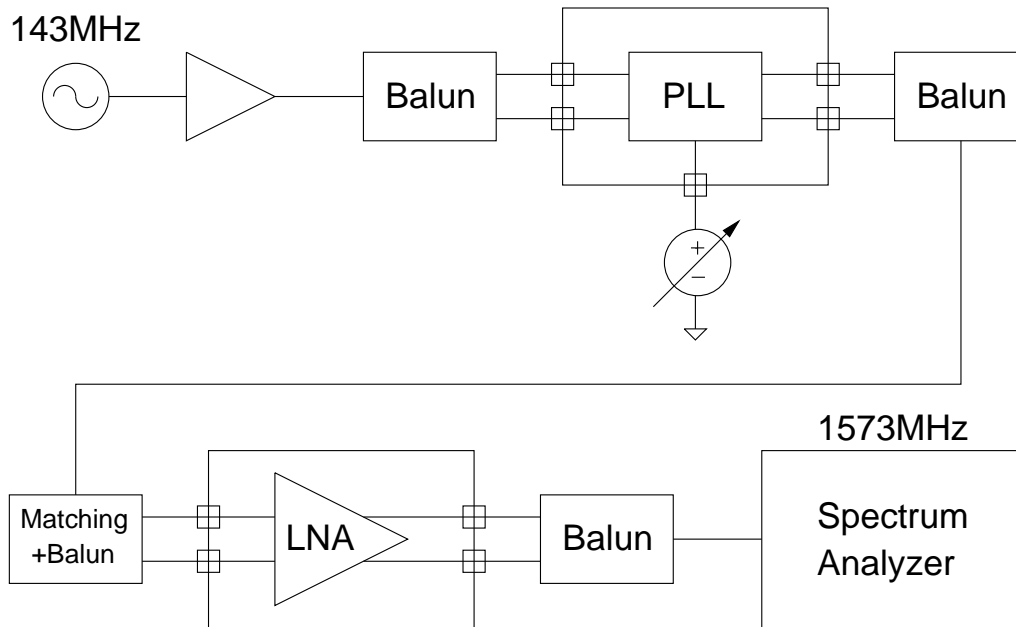 143MHz
Balun
PLL
Balun
+
−
1573MHz
Matching
+Balun
LNA
Balun
Spectrum
Analyzer